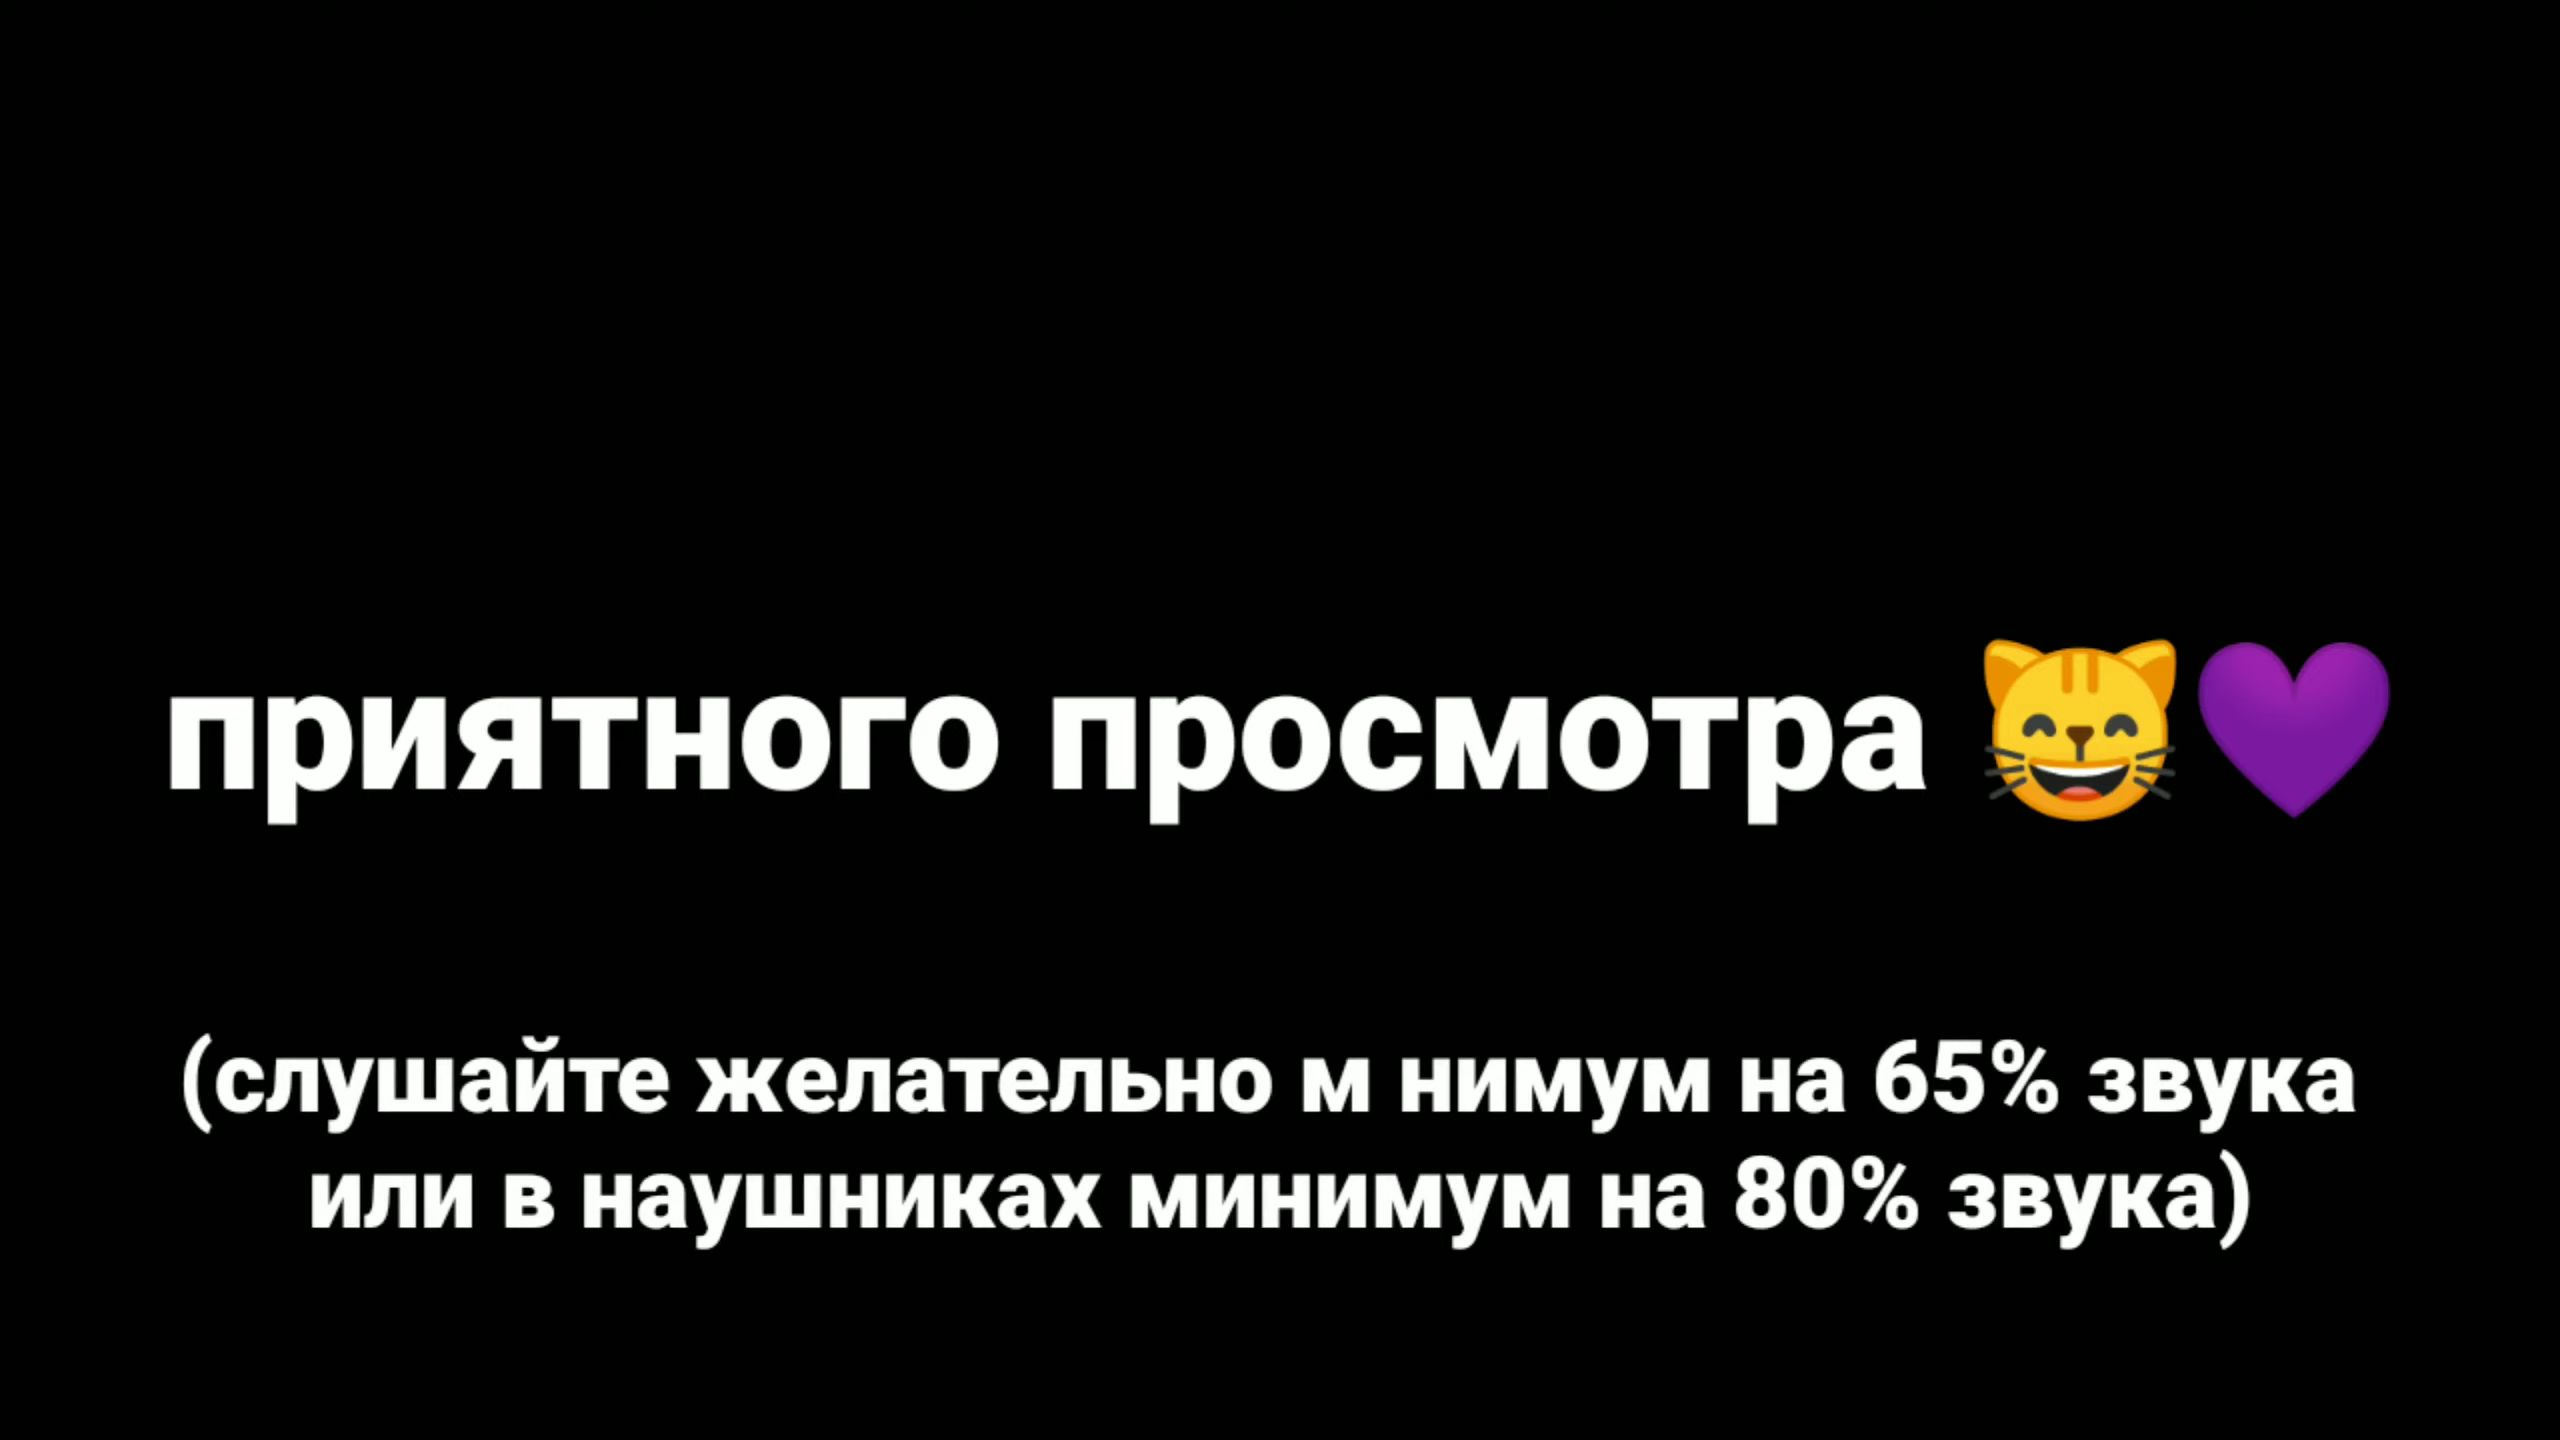 приятного просмотра 😸💜
(слушайте желательно м нимум на 65% звука
или в наушниках минимум на 80% звука)